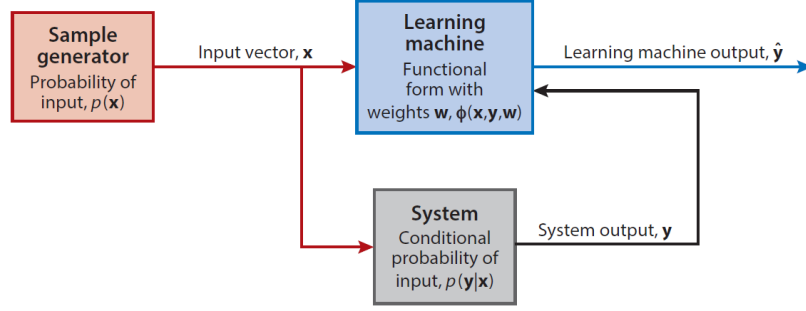 Sample
generator
Probability of
input, p(x)
Input vector, x
Learning
machine
Functional
form with
weights w, ϕ(x,y,w)
Learning machine output, ŷ
System
Conditional
probability of
input, p(y|x)
System output, y